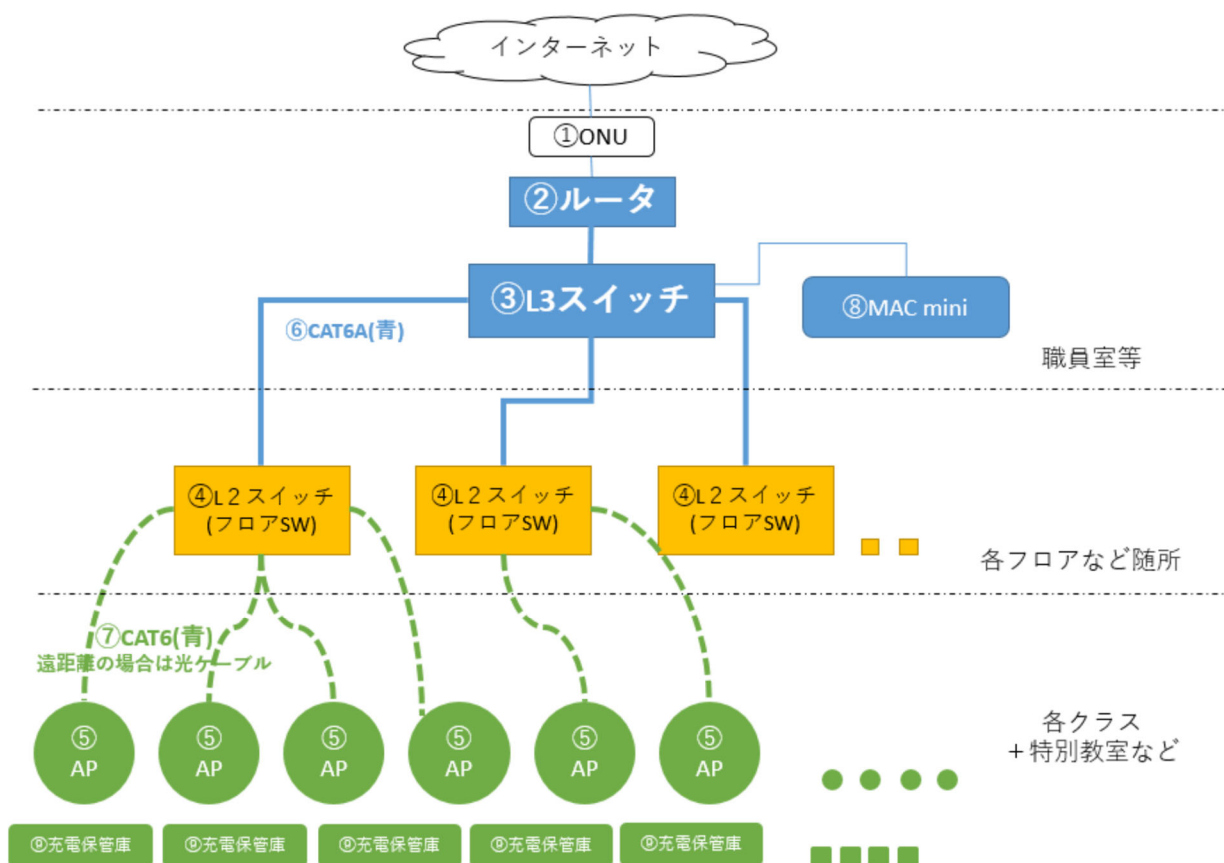 インターネット
①ONU
②ルータ
③L3スイッチ
⑧MAC mini
⑥CAT6A(青)
職員室等
④L２スイッチ
(フロアSW)
④L２スイッチ
(フロアSW)
④L２スイッチ
(フロアSW)
各フロアなど随所
⑦CAT6(青)
遠距離の場合は光ケーブル
⑤
AP
⑤
AP
⑤
AP
⑤
AP
⑤
AP
⑤
AP
各クラス
＋特別教室など
⑨充電保管庫
⑨充電保管庫
⑨充電保管庫
⑨充電保管庫
⑨充電保管庫